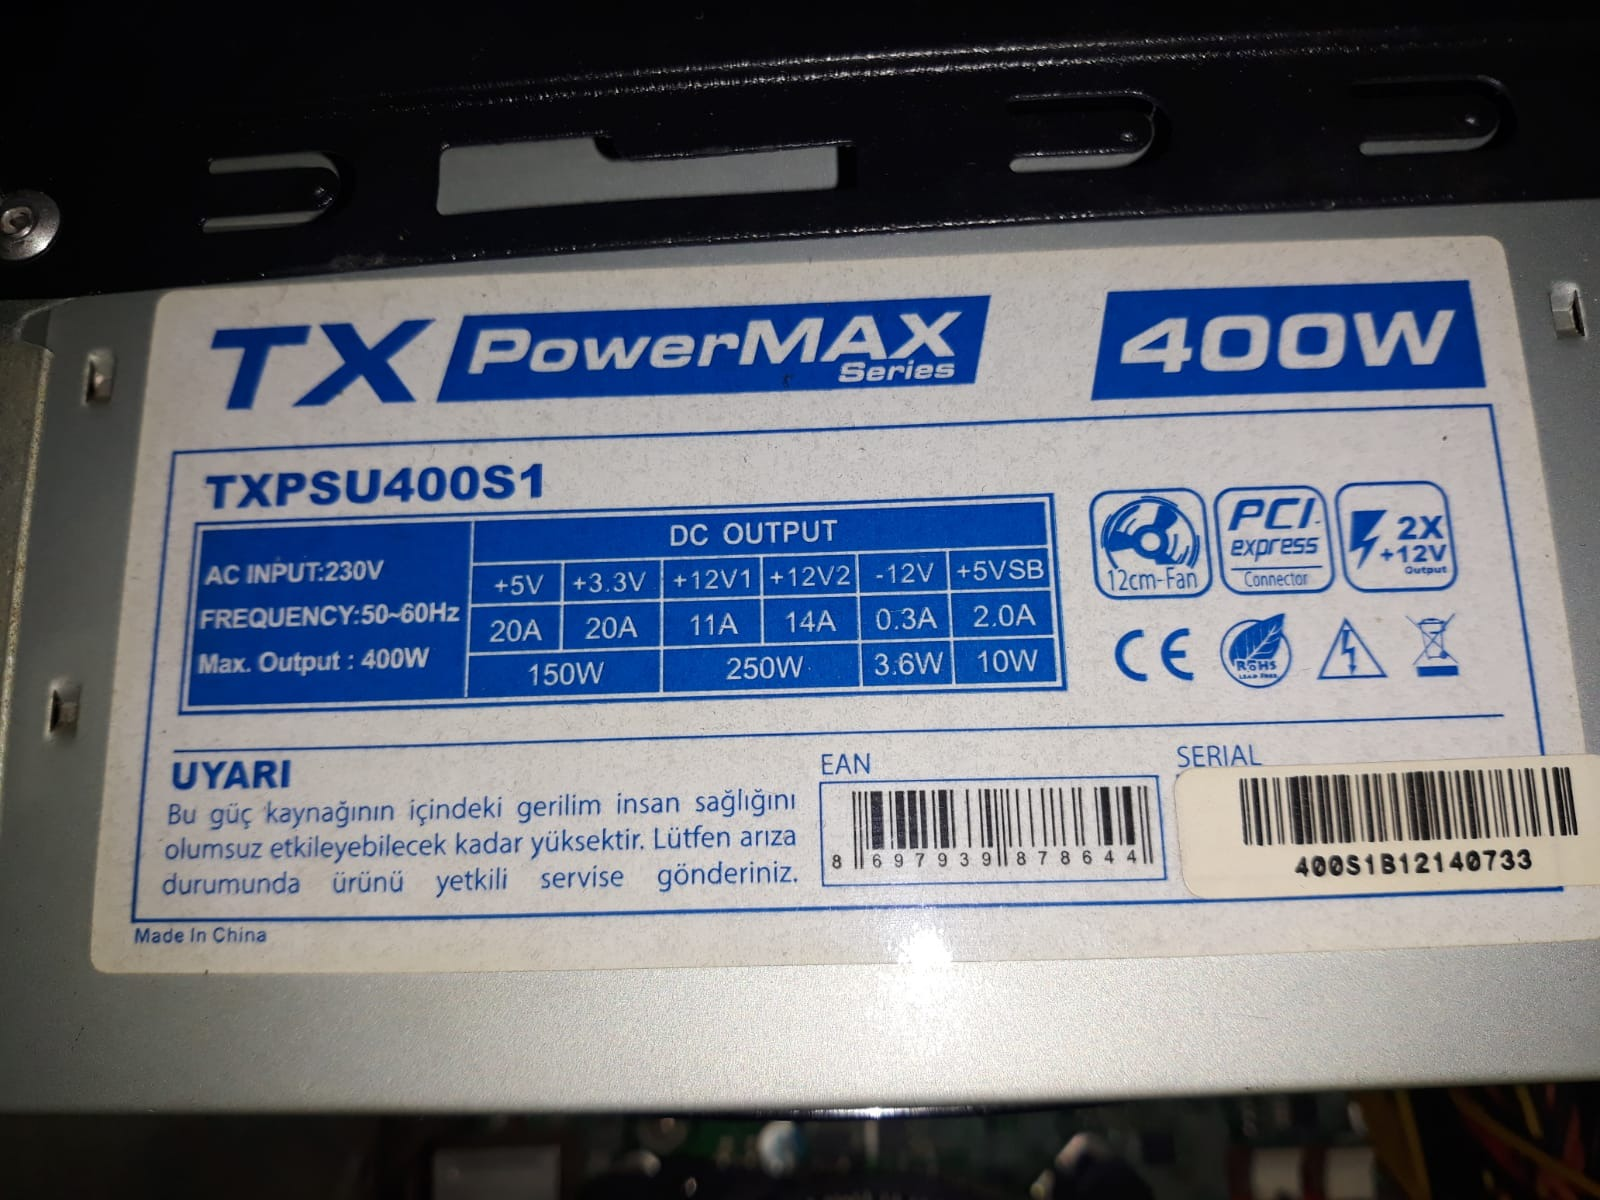 TX PowerMAX Series 400W
TXPSU400S1
DC OUTPUT
AC INPUT:230V
FREQUENCY:50~60Hz
Max. Output : 400W
+5V +3.3V +12V1 +12V2 -12V +5VSB
20A 20A 11A 14A 0.3A 2.0A
150W 250W 3.6W 10W
12cm-Fan
PCI
express
Connector
2X
+12V
Output
CE
RoHS
LEAD FREE
UYARI
Bu güç kaynağının içindeki gerilim insan sağlığını
olumsuz etkileyebilecek kadar yüksektir. Lütfen arıza
durumunda ürünü yetkili servise gönderiniz.
EAN
8 697939 878644
SERIAL
400S1B12140733
Made In China